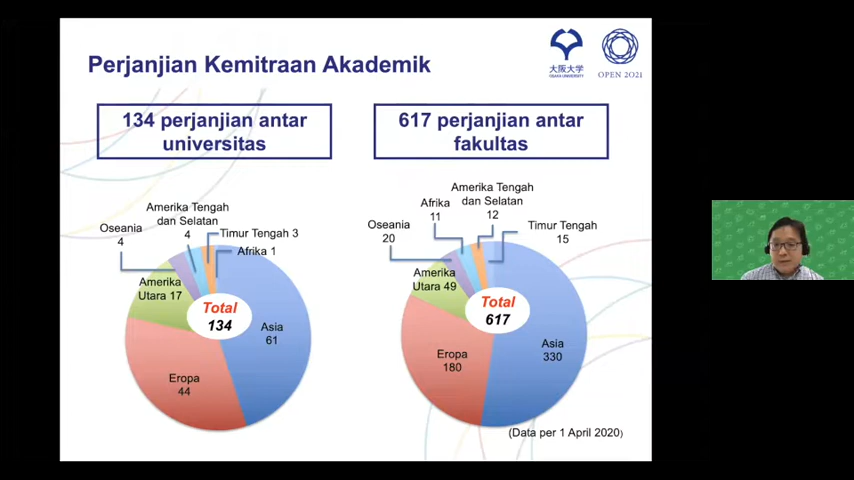 Perjanjian Kemitraan Akademik
大阪大学
OSAKA UNIVERSITY
OPEN 2021
134 perjanjian antar
universitas
617 perjanjian antar
fakultas
Amerika Tengah
dan Selatan
4
Oseania
4
Timur Tengah 3
Afrika 1
Amerika
Utara 17
Total
134
Asia
61
Eropa
44
Amerika Tengah
dan Selatan
12
Afrika
11
Oseania
20
Timur Tengah
15
Amerika
Utara 49
Total
617
Asia
330
Eropa
180
(Data per 1 April 2020)